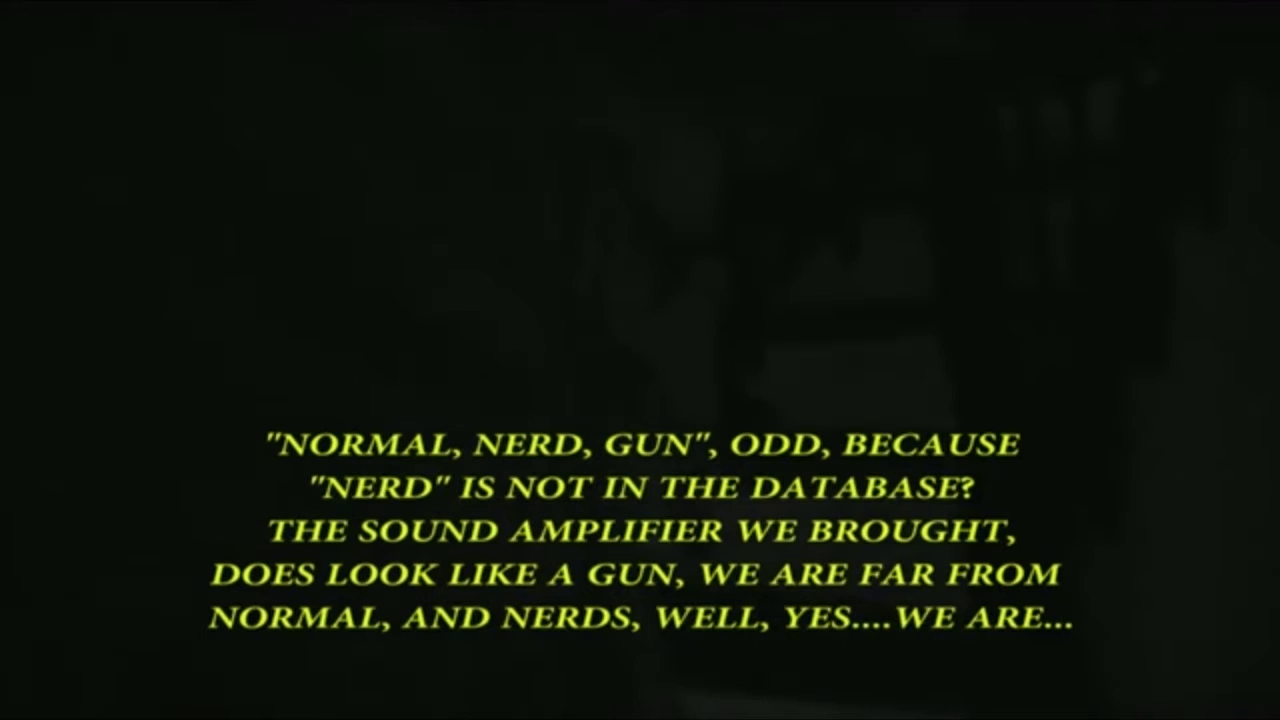 "NORMAL, NERD, GUN", ODD, BECAUSE
"NERD" IS NOT IN THE DATABASE?
THE SOUND AMPLIFIER WE BROUGHT,
DOES LOOK LIKE A GUN, WE ARE FAR FROM
NORMAL, AND NERDS, WELL, YES....WE ARE...